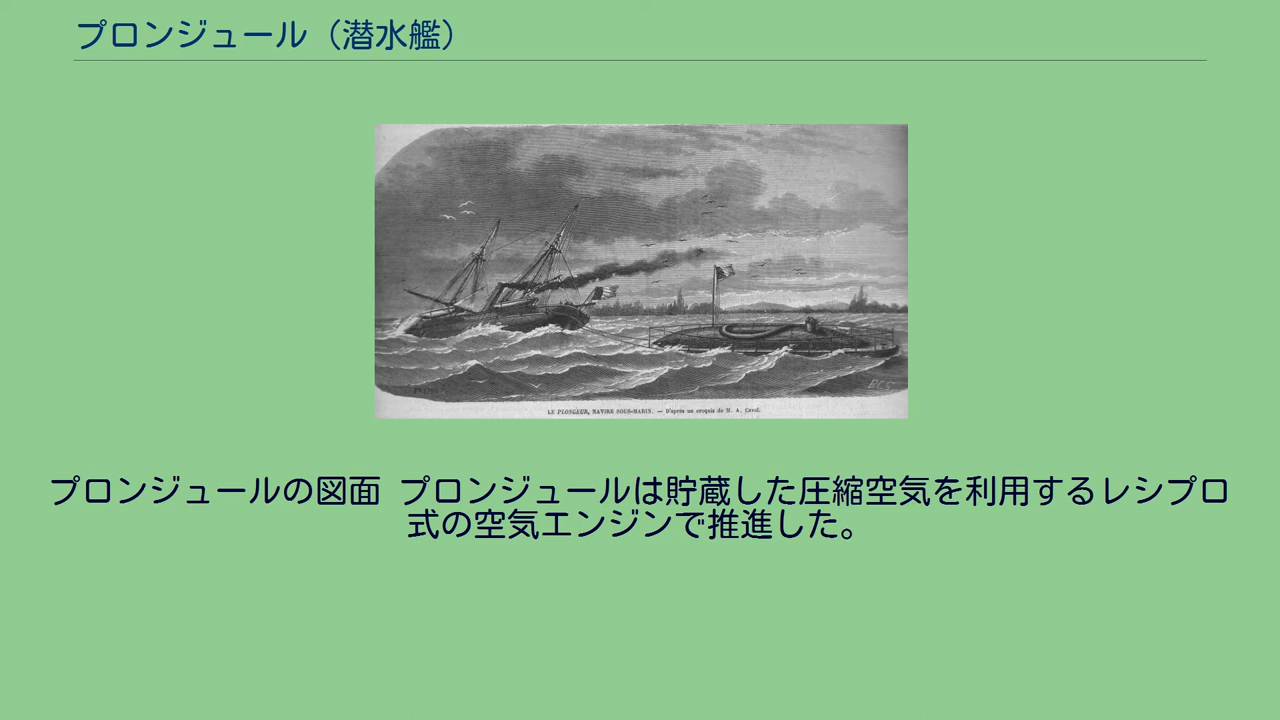 プロンジュール（潜水艦）
LE PLONGEUR, NAVIRE SOUS-MARIN. — D'après un croquis de M. A. Cavol.
プロンジュールの図面 プロンジュールは貯蔵した圧縮空気を利用するレシプロ
式の空気エンジンで推進した。